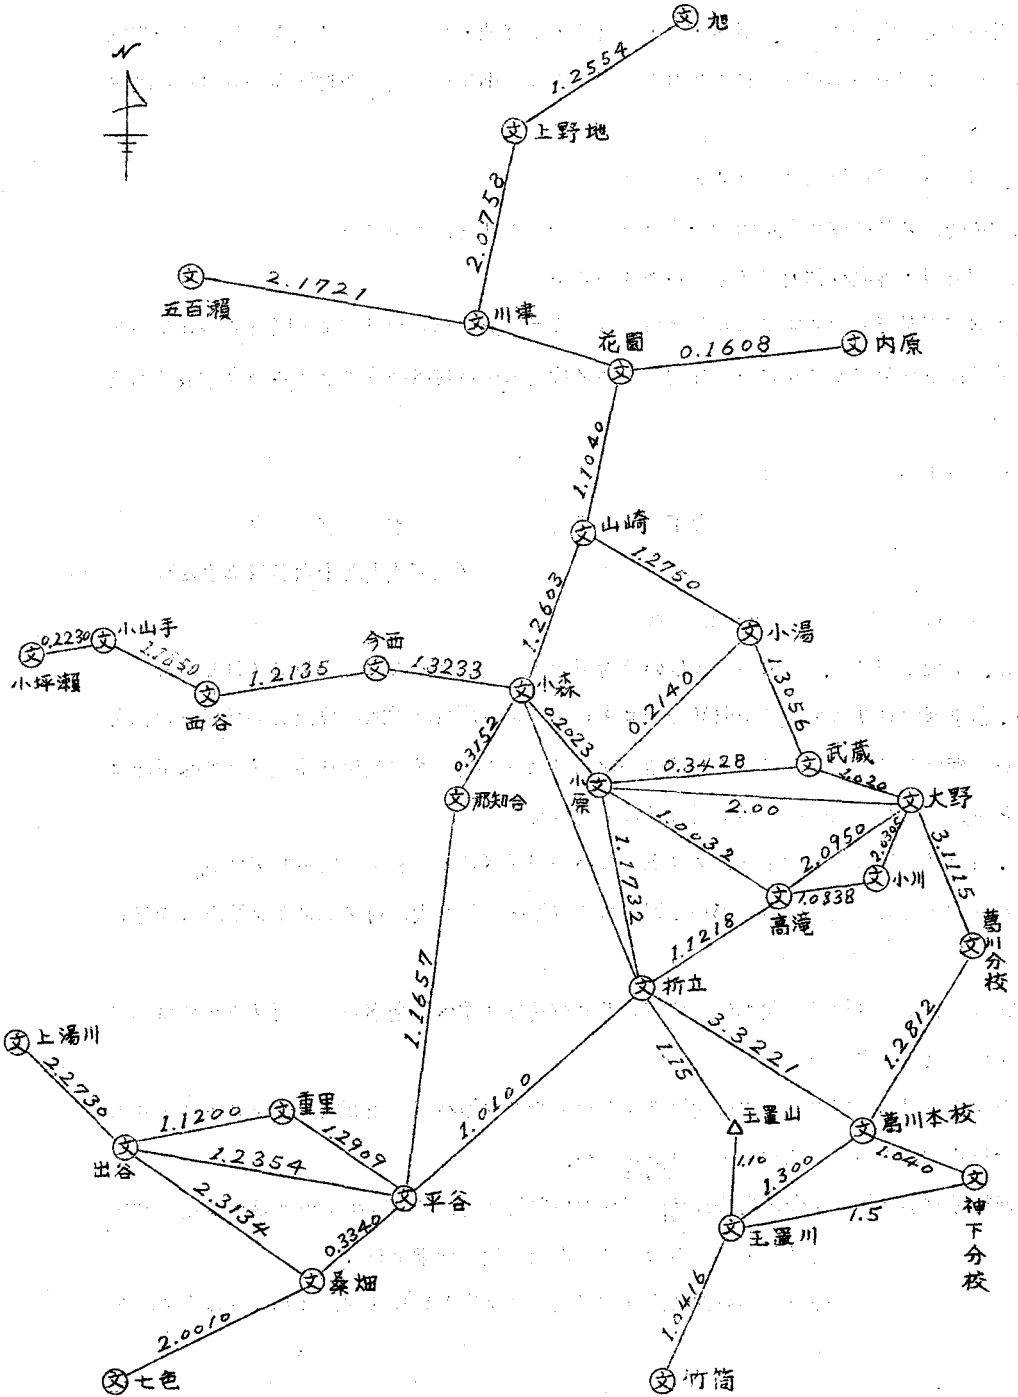 文 旭
N
1.2554
文 上野地
2.0758
文
2.1721
五百瀬
文 川津
花園
文
0.1608
文 内原
1.1040
文 山崎
1.2750
1.2603
文 小湯
0.2230
文 小山手
文
小坪瀬
文
西谷
1.2135
今西
文
1.3233
文 小森
0.2140
1.3056
0.3152
0.2023
文 武蔵
0.3428
小原
文
1.020
文 大野
2.00
文 那知合
1.0032
2.0950
2.0305
3.1115
文 小川
1.0838
文
高滝
1.1732
1.1218
葛川分校
文
1.1657
文 折立
1.2812
3.3221
1.15
文 上湯川
2.2730
1.0100
1.1200
文 重里
1.2909
玉置山
文 葛川本校
文
出谷
1.2354
1.040
1.10
1.300
文
神下分校
2.3134
文 平谷
1.5
0.3340
文 玉置川
文 桑畑
1.0416
2.0010
文 七色
文 竹筒